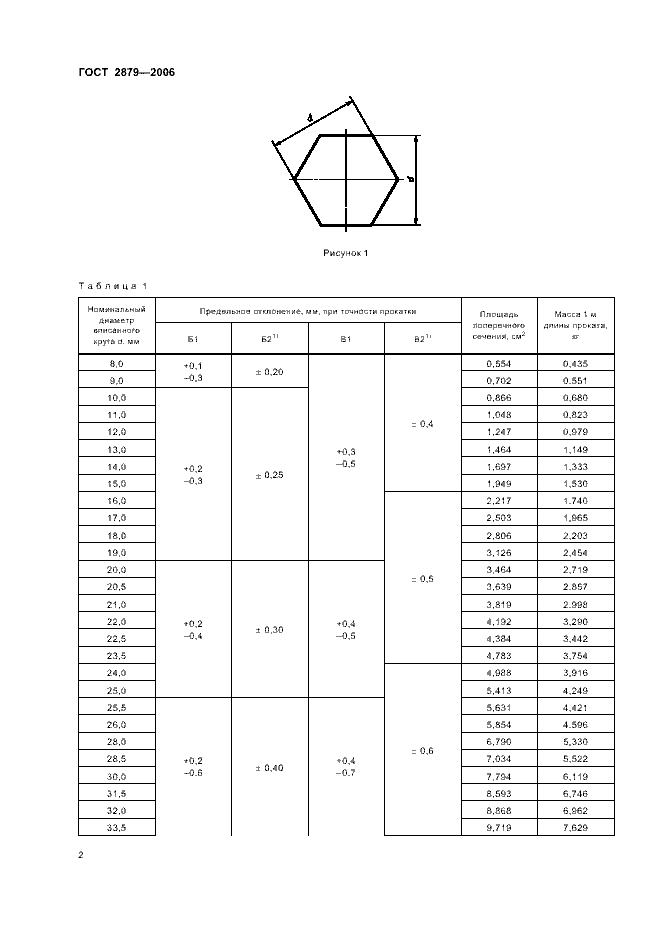 ГОСТ 2879—2006
d
d
Рисунок 1
Таблица 1
Номинальный диаметр вписанного круга d, мм
Предельное отклонение, мм, при точности прокатки
Площадь поперечного сечения, см²
Масса 1 м длины проката, кг
Б1 Б2¹⁾ В1 В2¹⁾
8,0 +0,1 −0,3 ± 0,20 +0,3 −0,5 ± 0,4 0,554 0,435
9,0 0,702 0.551
10,0 +0,2 −0,3 ± 0,25 0,866 0,680
11,0 1,048 0,823
12,0 1,247 0,979
13,0 1,464 1,149
14,0 1,697 1,333
15,0 1,949 1,530
16,0 ± 0,5 2,217 1.740
17,0 2,503 1,965
18,0 2,806 2,203
19,0 3,126 2,454
20,0 +0,2 −0,4 ± 0,30 +0,4 −0,5 3,464 2,719
20,5 3,639 2.857
21,0 3,819 2.998
22,0 4,192 3,290
22,5 4,384 3,442
23,5 4,783 3,754
24,0 ± 0,6 4,988 3,916
25,0 5,413 4,249
25,5 +0,2 −0.6 ± 0,40 +0,4 −0.7 5,631 4,421
26,0 5,854 4.596
28,0 6,790 5,330
28,5 7,034 5,522
30,0 7,794 6,119
31,5 8,593 6,746
32,0 8,868 6,962
33,5 9,719 7,629
2